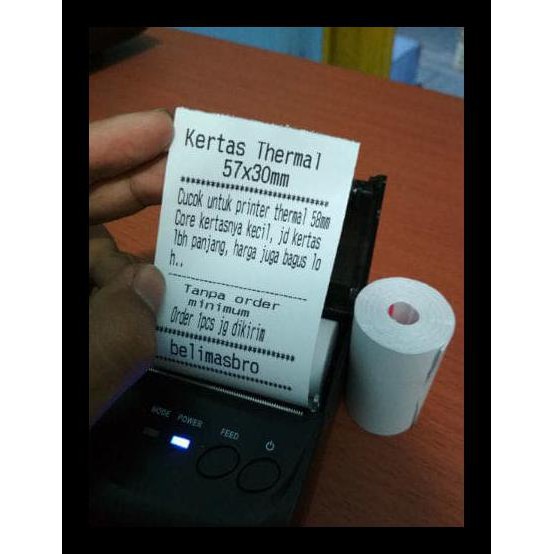 Kertas Thermal
57x30mm
********************************
Cucok untuk printer thermal 58mm
Core kertasnya kecil, jd kertas
lbh panjang, harga juga bagus lo
h..
--------------------------------
Tanpa order
minimum
Order 1pcs jg dikirim
********************************
belimasbro
********************************
MODE POWER FEED